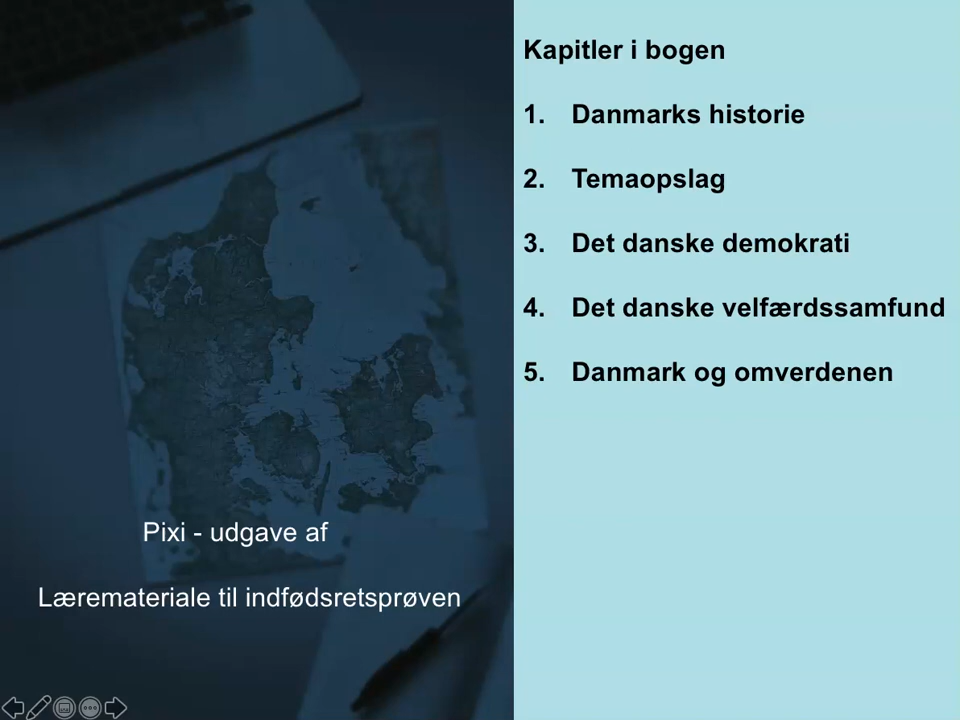 Kapitler i bogen
1. Danmarks historie
2. Temaopslag
3. Det danske demokrati
4. Det danske velfærdssamfund
5. Danmark og omverdenen
Pixi - udgave af
Læremateriale til indfødsretsprøven